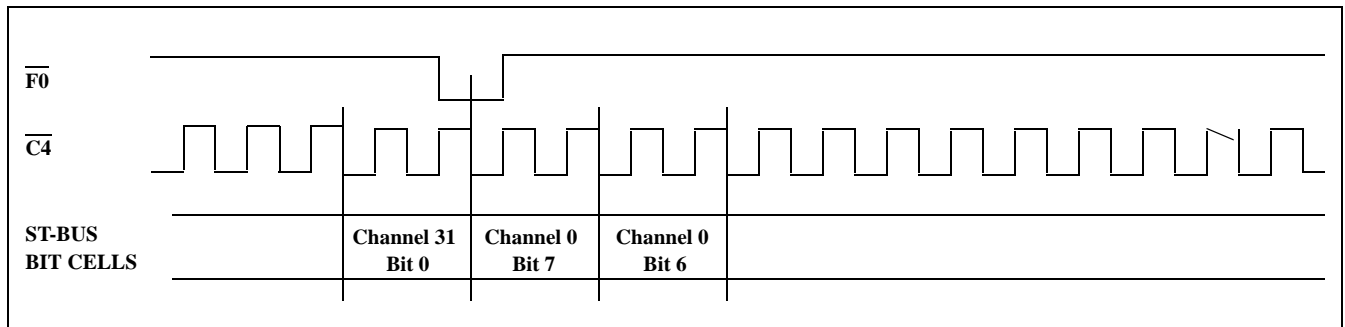 F0
C4
ST-BUS
BIT CELLS
Channel 31
Bit 0
Channel 0
Bit 7
Channel 0
Bit 6